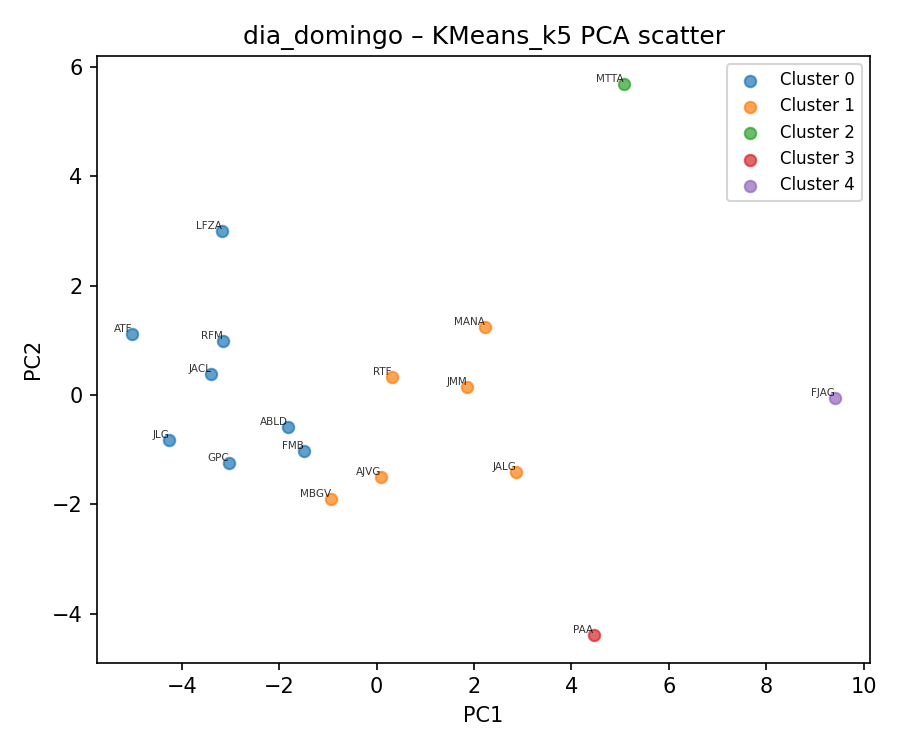 dia_domingo – KMeans_k5 PCA scatter
6
4
2
0
−2
−4
PC2
MTTA
LFZA
ATF
RFM
JACL
JLG
GPC
ABLD
FMB
MBGV
AJVG
RTF
JMM
MANA
JALG
PAA
FJAG
Cluster 0
Cluster 1
Cluster 2
Cluster 3
Cluster 4
−4
−2
0
2
4
6
8
10
PC1